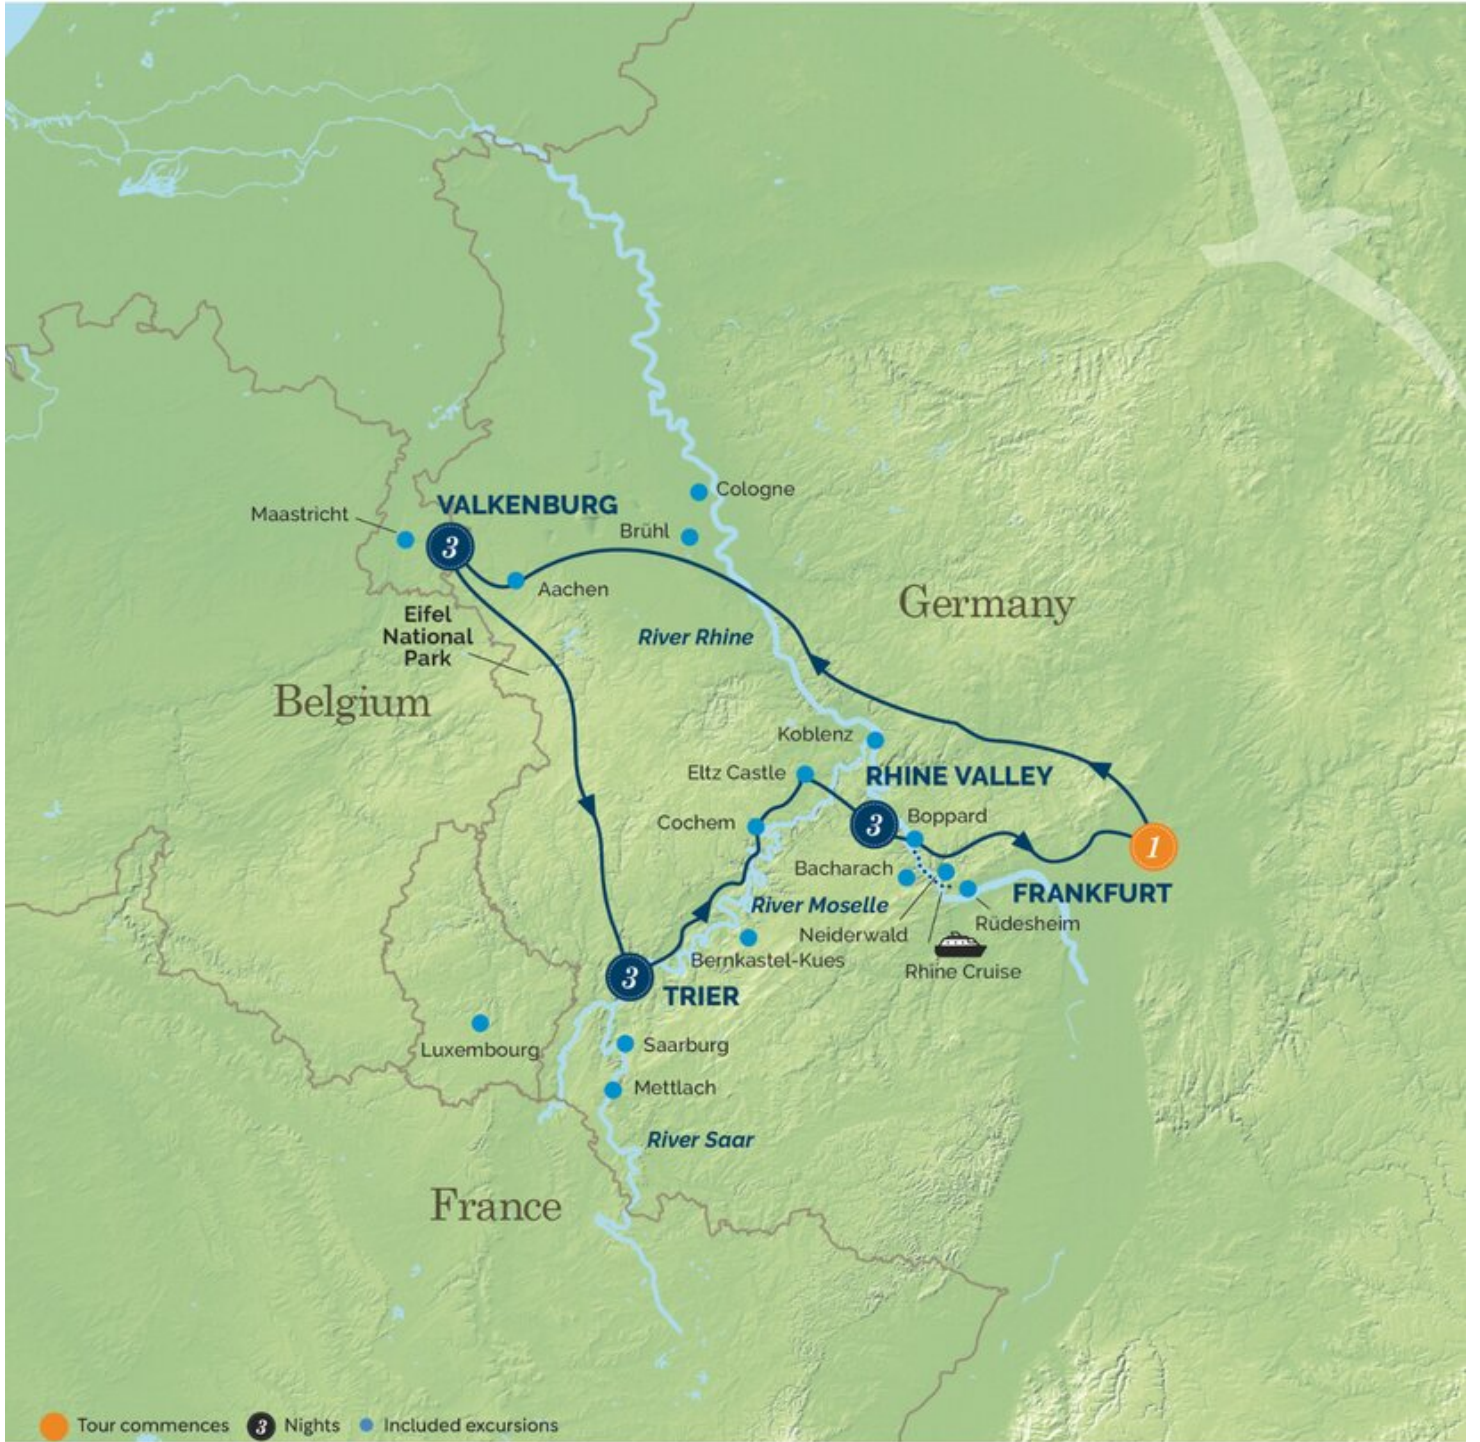 Cologne
VALKENBURG
Maastricht
Brühl
3
Aachen
Germany
Eifel
National
Park
River Rhine
Belgium
Koblenz
Eltz Castle
RHINE VALLEY
Boppard
Cochem
3
1
Bacharach
FRANKFURT
River Moselle
Rüdesheim
Neiderwald
Bernkastel-Kues
Rhine Cruise
3
TRIER
Luxembourg
Saarburg
Mettlach
River Saar
France
Tour commences
3 Nights
Included excursions